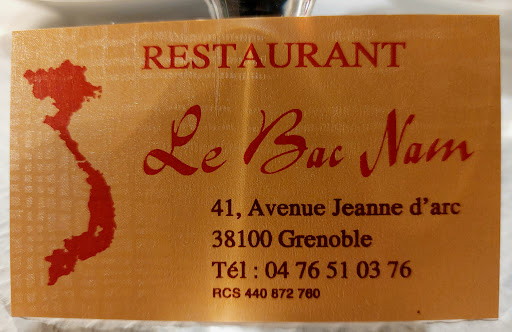 RESTAURANT
Le Bac Nam
41, Avenue Jeanne d'arc
38100 Grenoble
Tél : 04 76 51 03 76
RCS 440 872 760